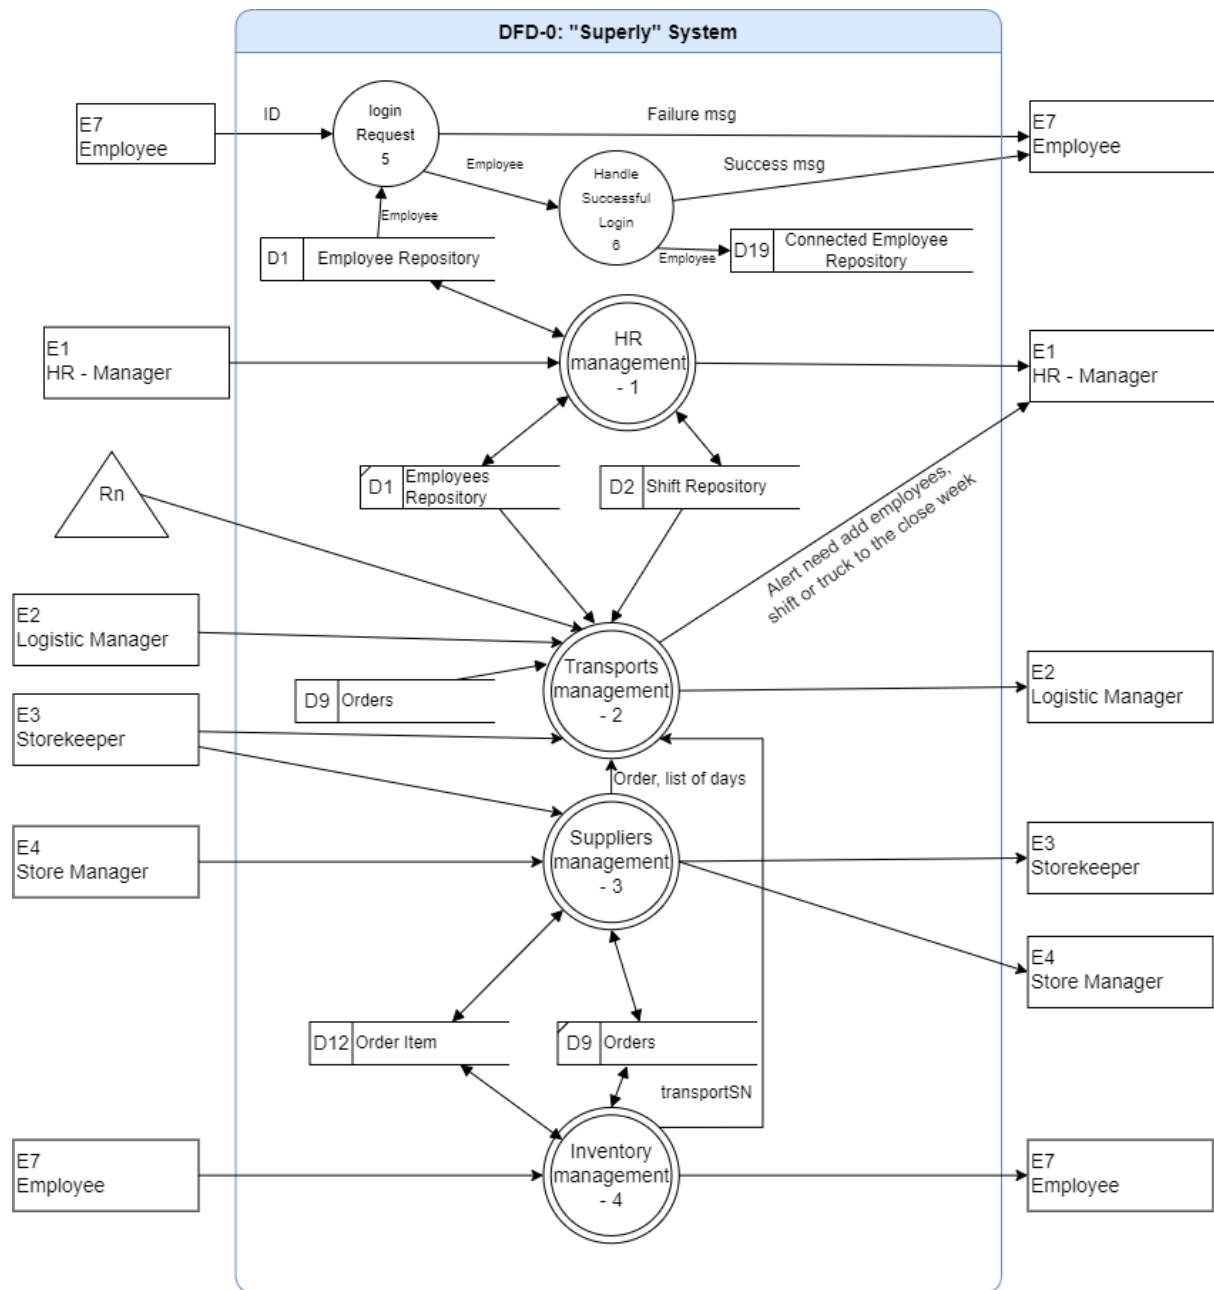 DFD-0: "Superly" System
E7
Employee
ID
login
Request
5
Failure msg
E7
Employee
Employee
Handle
Successful
Login
6
Success msg
Employee
D1
Employee Repository
Employee
D19
Connected Employee
Repository
E1
HR - Manager
HR
management
- 1
E1
HR - Manager
Rn
D1
Employees
Repository
D2
Shift Repository
Alert need add employees,
shift or truck to the close week
E2
Logistic Manager
Transports
management
- 2
E2
Logistic Manager
D9
Orders
E3
Storekeeper
Order, list of days
E4
Store Manager
Suppliers
management
- 3
E3
Storekeeper
E4
Store Manager
D12
Order Item
D9
Orders
transportSN
E7
Employee
Inventory
management
- 4
E7
Employee